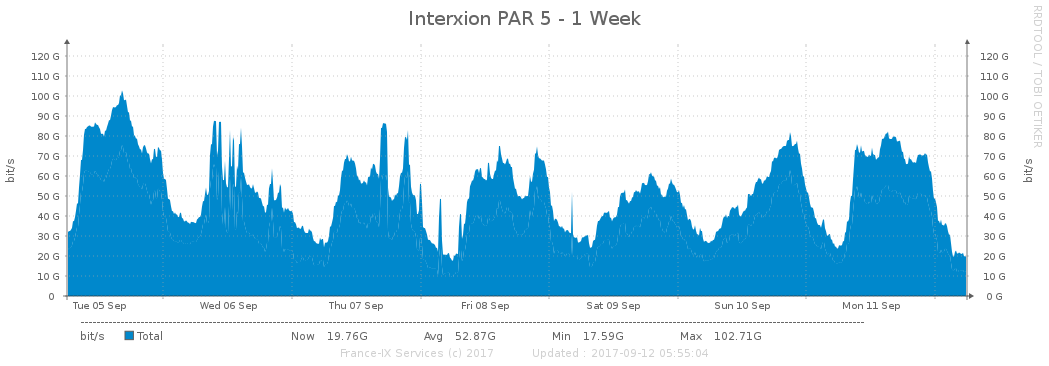 Interxion PAR 5 - 1 Week
RRDTOOL / TOBI OETIKER
120 G 120 G
110 G 110 G
100 G 100 G
90 G 90 G
80 G 80 G
70 G 70 G
60 G 60 G
50 G 50 G
40 G 40 G
30 G 30 G
20 G 20 G
10 G 10 G
0 0 G
bit/s bit/s
Tue 05 Sep Wed 06 Sep Thu 07 Sep Fri 08 Sep Sat 09 Sep Sun 10 Sep Mon 11 Sep
bit/s Total Now 19.76G Avg 52.87G Min 17.59G Max 102.71G
France-IX Services (c) 2017 Updated : 2017-09-12 05:55:04